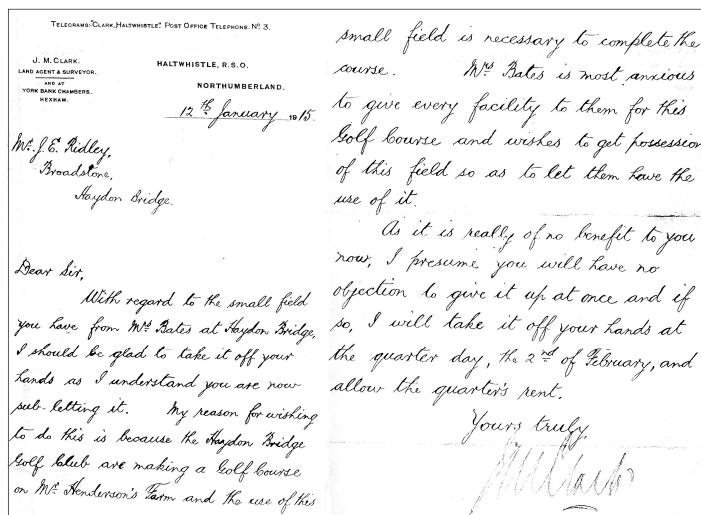 TELEGRAMS: "CLARK, HALTWHISTLE." POST OFFICE TELEPHONE. Nº 3.
J. M. CLARK.
LAND AGENT & SURVEYOR.
AND AT
YORK BANK CHAMBERS.
HEXHAM.
HALTWHISTLE, R.S.O.
NORTHUMBERLAND.
12th January 1915.
Mr. J. E. Ridley,
Broadstone,
Haydon Bridge.
Dear Sir,
With regard to the small field
you have from Mrs Bates at Haydon Bridge,
I should be glad to take it off your
hands as I understand you are now
sub-letting it. My reason for wishing
to do this is because the Haydon Bridge
Golf Club are making a Golf Course
on Mr. Henderson's Farm and the use of this
small field is necessary to complete the
course. Mrs Bates is most anxious
to give every facility to them for this
Golf Course and wishes to get possession
of this field so as to let them have the
use of it.
As it is really of no benefit to you
now, I presume you will have no
objection to give it up at once and if
so, I will take it off your hands at
the quarter day, the 2nd of February, and
allow the quarter's rent.
Yours truly,
JMClark